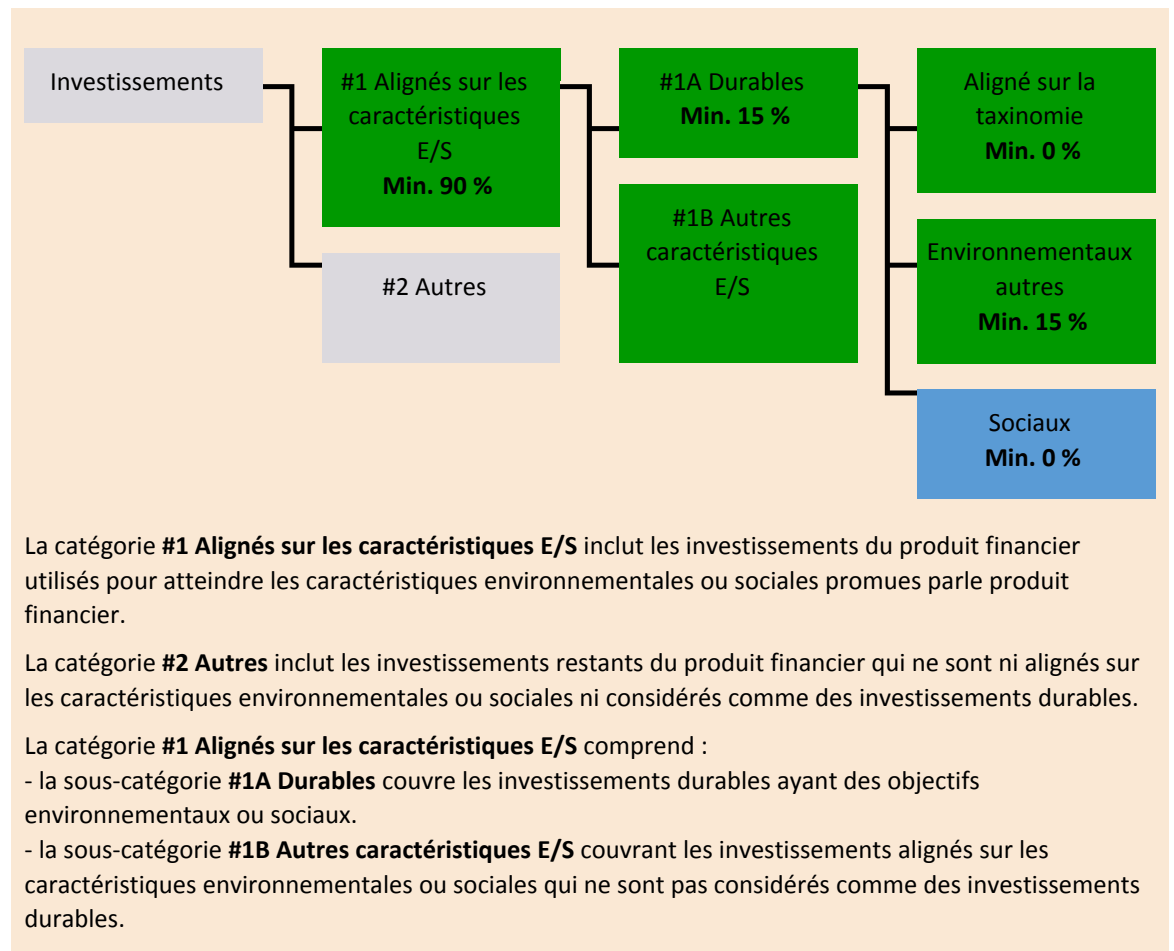 Investissements
#1 Alignés sur les
caractéristiques
E/S
Min. 90 %
#2 Autres
#1A Durables
Min. 15 %
#1B Autres
caractéristiques
E/S
Aligné sur la
taxinomie
Min. 0 %
Environnementaux
autres
Min. 15 %
Sociaux
Min. 0 %
La catégorie #1 Alignés sur les caractéristiques E/S inclut les investissements du produit financier
utilisés pour atteindre les caractéristiques environnementales ou sociales promues parle produit
financier.
La catégorie #2 Autres inclut les investissements restants du produit financier qui ne sont ni alignés sur
les caractéristiques environnementales ou sociales ni considérés comme des investissements durables.
La catégorie #1 Alignés sur les caractéristiques E/S comprend :
- la sous-catégorie #1A Durables couvre les investissements durables ayant des objectifs
environnementaux ou sociaux.
- la sous-catégorie #1B Autres caractéristiques E/S couvrant les investissements alignés sur les
caractéristiques environnementales ou sociales qui ne sont pas considérés comme des investissements
durables.